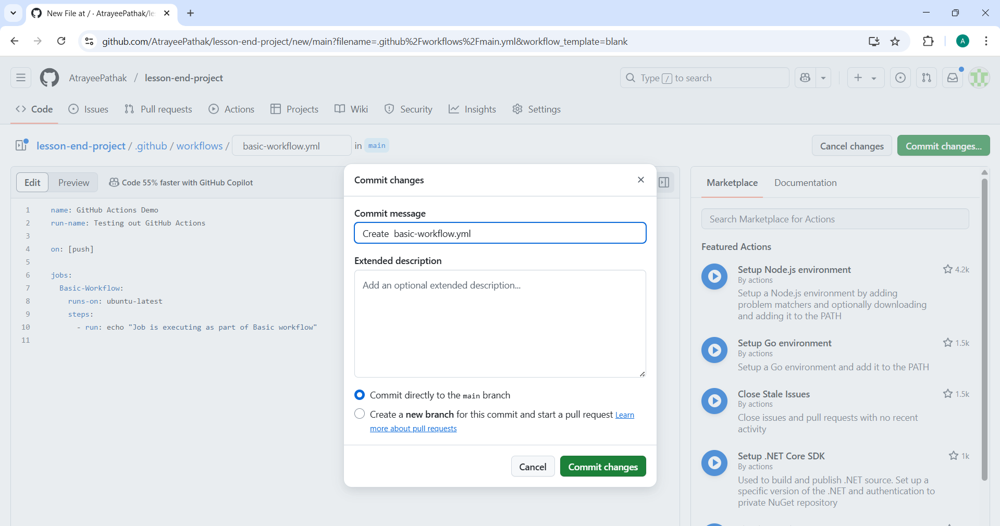 New File at / · AtrayeePathak/le
github.com/AtrayeePathak/lesson-end-project/new/main?filename=.github%2Fworkflows%2Fmain.yml&workflow_template=blank
A
AtrayeePathak / lesson-end-project
Type / to search
Code
Issues
Pull requests
Actions
Projects
Wiki
Security
Insights
Settings
lesson-end-project / .github / workflows / basic-workflow.yml in main
Cancel changes
Commit changes...
Edit
Preview
Code 55% faster with GitHub Copilot
1 name: GitHub Actions Demo
2 run-name: Testing out GitHub Actions
3
4 on: [push]
5
6 jobs:
7 Basic-Workflow:
8 runs-on: ubuntu-latest
9 steps:
10 - run: echo "Job is executing as part of Basic workflow"
11
Commit changes
Commit message
Create basic-workflow.yml
Extended description
Add an optional extended description...
Commit directly to the main branch
Create a new branch for this commit and start a pull request Learn
more about pull requests
Cancel
Commit changes
Marketplace
Documentation
Search Marketplace for Actions
Featured Actions
Setup Node.js environment
4.2k
By actions
Setup a Node.js environment by adding
problem matchers and optionally downloading
and adding it to the PATH
Setup Go environment
1.5k
By actions
Setup a Go environment and add it to the PATH
Close Stale Issues
1.5k
By actions
Close issues and pull requests with no recent
activity
Setup .NET Core SDK
1k
By actions
Used to build and publish .NET source. Set up a
specific version of the .NET and authentication to
private NuGet repository